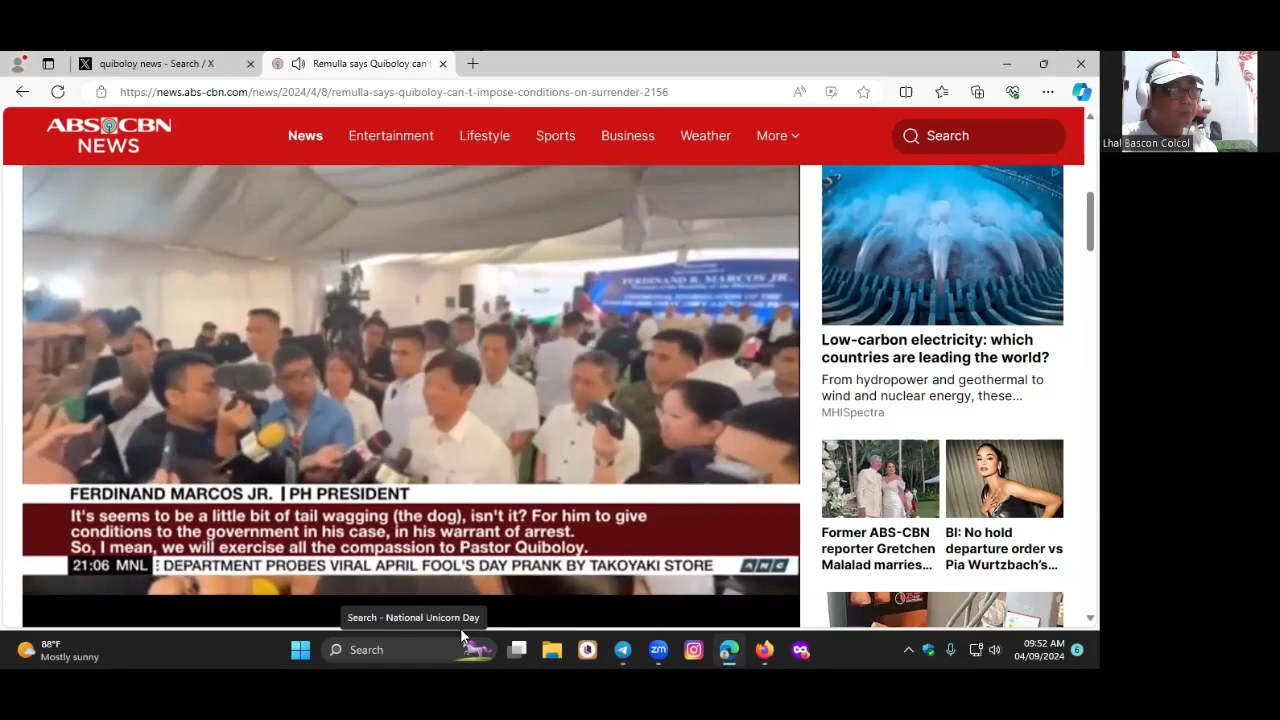 quiboloy news - Search / X
Remulla says Quiboloy can't
https://news.abs-cbn.com/news/2024/4/8/remulla-says-quiboloy-can-t-impose-conditions-on-surrender-2156
ABS CBN
NEWS
News
Entertainment
Lifestyle
Sports
Business
Weather
More
Search
Lhal Bascon Colcol
FERDINAND R. MARCOS JR.
Low-carbon electricity: which
countries are leading the world?
From hydropower and geothermal to
wind and nuclear energy, these...
MHISpectra
Former ABS-CBN
reporter Gretchen
Malalad marries...
BI: No hold
departure order vs
Pia Wurtzbach's...
FERDINAND MARCOS JR. | PH PRESIDENT
It's seems to be a little bit of tail wagging (the dog), isn't it? For him to give
conditions to the government in his case, in his warrant of arrest.
So, I mean, we will exercise all the compassion to Pastor Quiboloy.
21:06 MNL
DEPARTMENT PROBES VIRAL APRIL FOOL'S DAY PRANK BY TAKOYAKI STORE
ANC
Search - National Unicorn Day
88°F
Mostly sunny
Search
zm
09:52 AM
04/09/2024
6